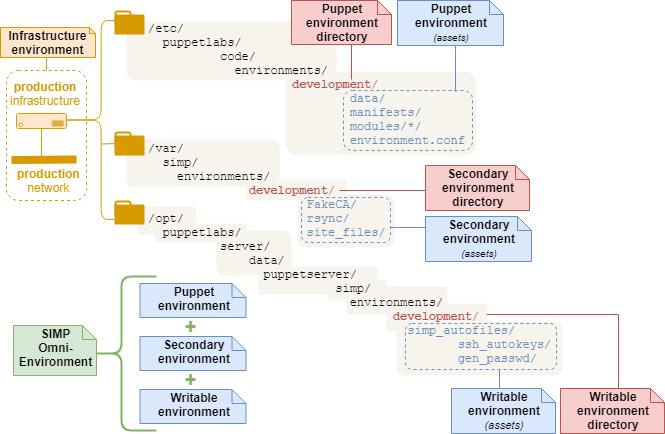 Infrastructure
environment
production
infrastructure
production
network
/etc/
puppetlabs/
code/
environments/
development/
data/
manifests/
modules/*/
environment.conf
Puppet
environment
directory
Puppet
environment
(assets)
/var/
simp/
environments/
development/
FakeCA/
rsync/
site_files/
Secondary
environment
directory
Secondary
environment
(assets)
/opt/
puppetlabs/
server/
data/
puppetserver/
simp/
environments/
development/
simp_autofiles/
ssh_autokeys/
gen_passwd/
Writable
environment
(assets)
Writable
environment
directory
SIMP
Omni-
Environment
Puppet
environment
+
Secondary
environment
+
Writable
environment